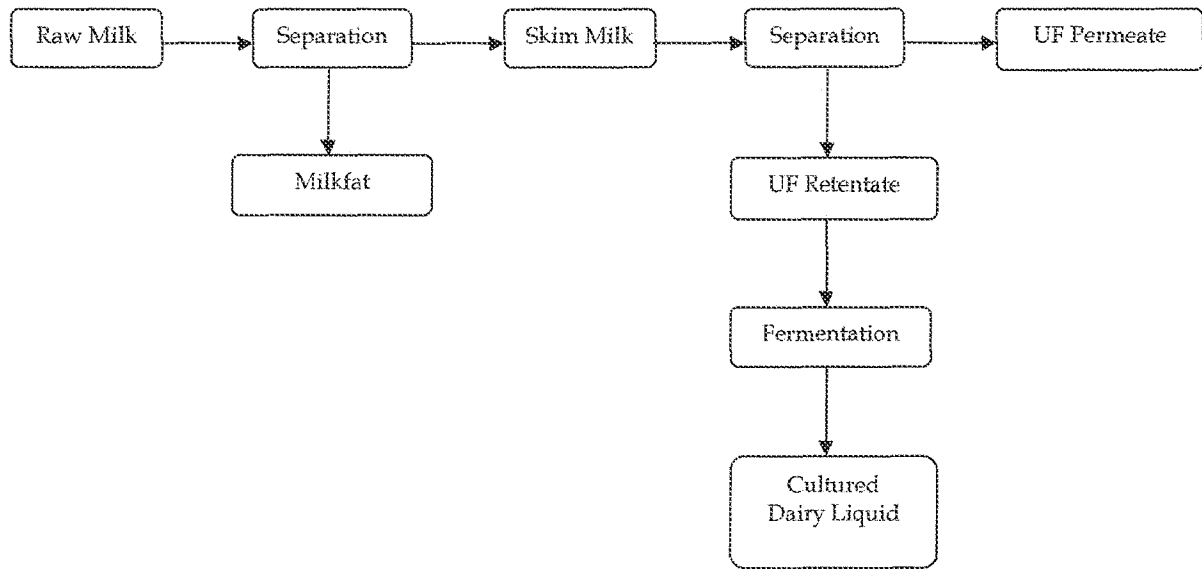 Raw Milk
Separation
Skim Milk
Separation
UF Permeate
Milkfat
UF Retentate
Fermentation
Cultured
Dairy Liquid